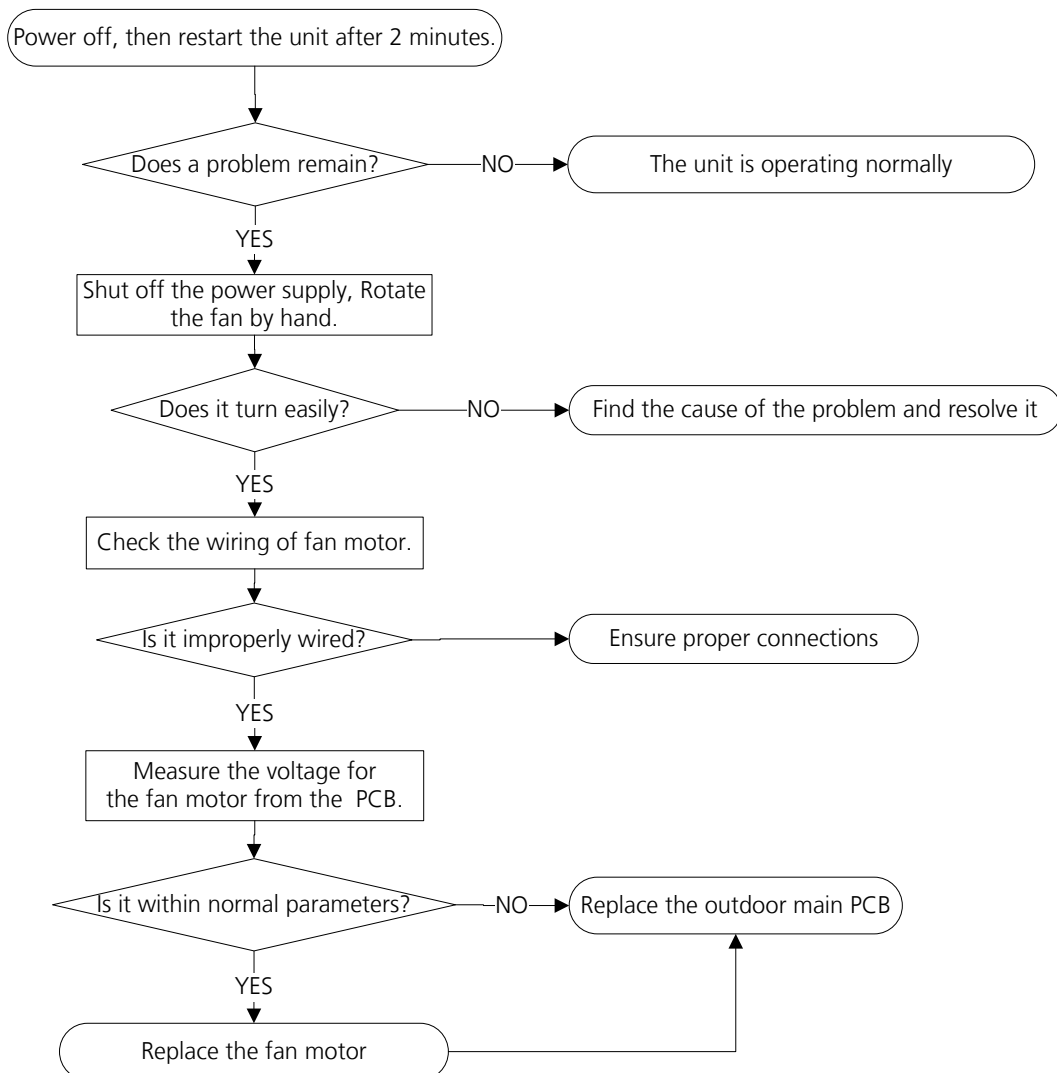 Power off, then restart the unit after 2 minutes.
Does a problem remain?
NO
The unit is operating normally
YES
Shut off the power supply, Rotate
the fan by hand.
Does it turn easily?
NO
Find the cause of the problem and resolve it
YES
Check the wiring of fan motor.
Is it improperly wired?
Ensure proper connections
YES
Measure the voltage for
the fan motor from the PCB.
Is it within normal parameters?
NO
Replace the outdoor main PCB
YES
Replace the fan motor